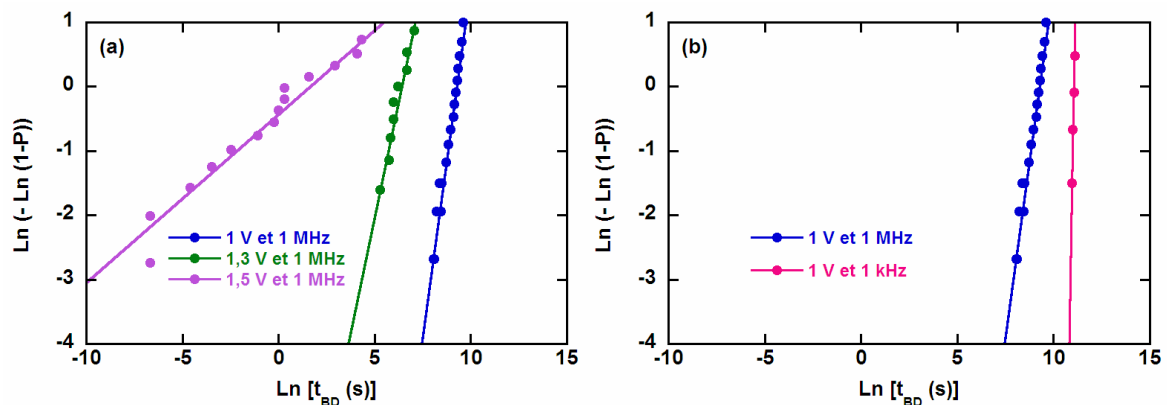 (a)
1
0
-1
-2
-3
-4
Ln (- Ln (1-P))
1 V et 1 MHz
1,3 V et 1 MHz
1,5 V et 1 MHz
-10 -5 0 5 10 15
Ln [t_BD (s)]
(b)
1
0
-1
-2
-3
-4
Ln (- Ln (1-P))
1 V et 1 MHz
1 V et 1 kHz
-10 -5 0 5 10 15
Ln [t_BD (s)]